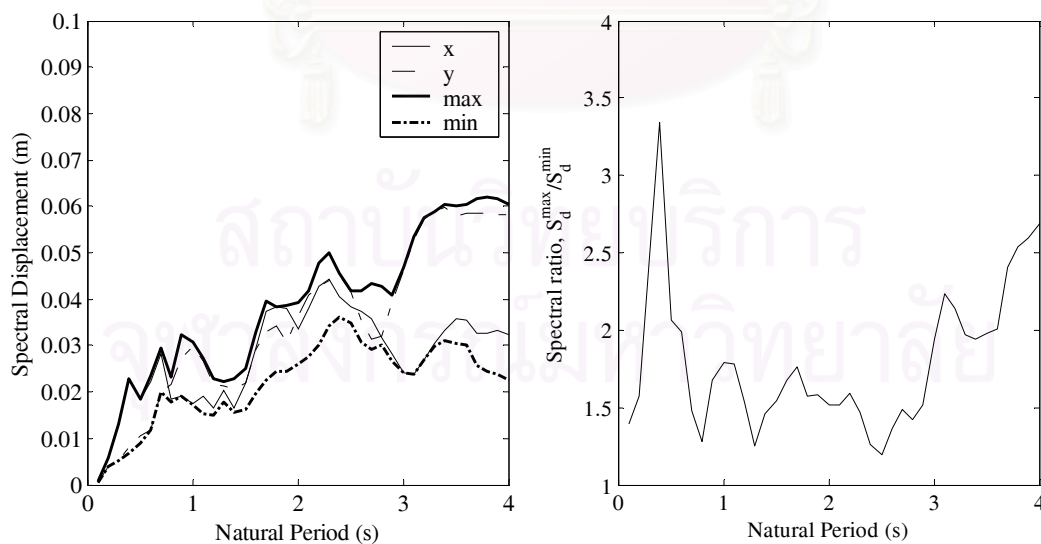 0.1
0.09
0.08
0.07
0.06
0.05
0.04
0.03
0.02
0.01
0
0
1
2
3
4
Spectral Displacement (m)
Natural Period (s)
x
y
max
min
4
3.5
3
2.5
2
1.5
1
0
1
2
3
4
Spectral ratio, S_d^max/S_d^min
Natural Period (s)
สถาบันวิทยบริการ
จุฬาลงกรณ์มหาวิทยาลัย